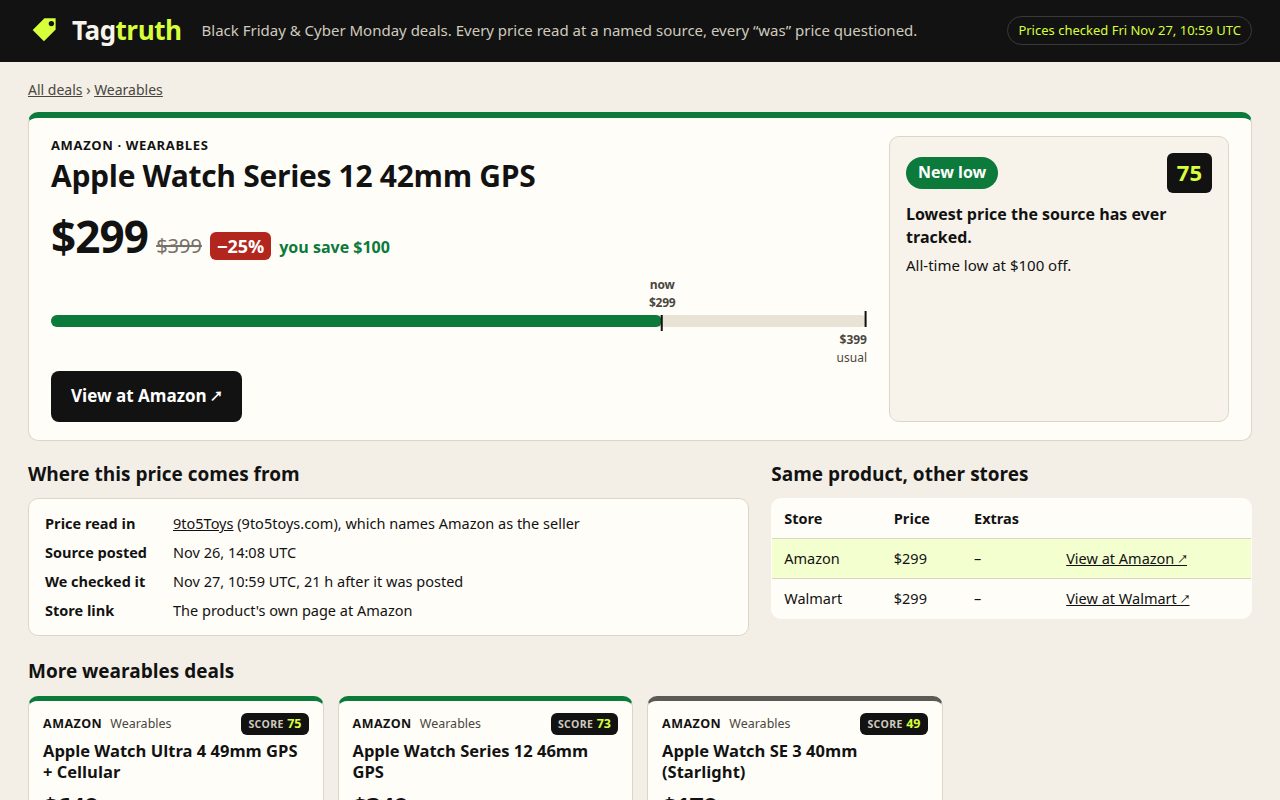 Tagtruth
Black Friday & Cyber Monday deals. Every price read at a named source, every “was” price questioned.
Prices checked Fri Nov 27, 10:59 UTC
All deals › Wearables
AMAZON · WEARABLES
Apple Watch Series 12 42mm GPS
$299 $399 −25% you save $100
now
$299
$399
usual
View at Amazon ↗
New low
75
Lowest price the source has ever
tracked.
All-time low at $100 off.
Where this price comes from
Price read in 9to5Toys (9to5toys.com), which names Amazon as the seller
Source posted Nov 26, 14:08 UTC
We checked it Nov 27, 10:59 UTC, 21 h after it was posted
Store link The product's own page at Amazon
Same product, other stores
Store Price Extras
Amazon $299 – View at Amazon ↗
Walmart $299 – View at Walmart ↗
More wearables deals
AMAZON Wearables SCORE 75
Apple Watch Ultra 4 49mm GPS
+ Cellular
AMAZON Wearables SCORE 73
Apple Watch Series 12 46mm
GPS
AMAZON Wearables SCORE 49
Apple Watch SE 3 40mm
(Starlight)